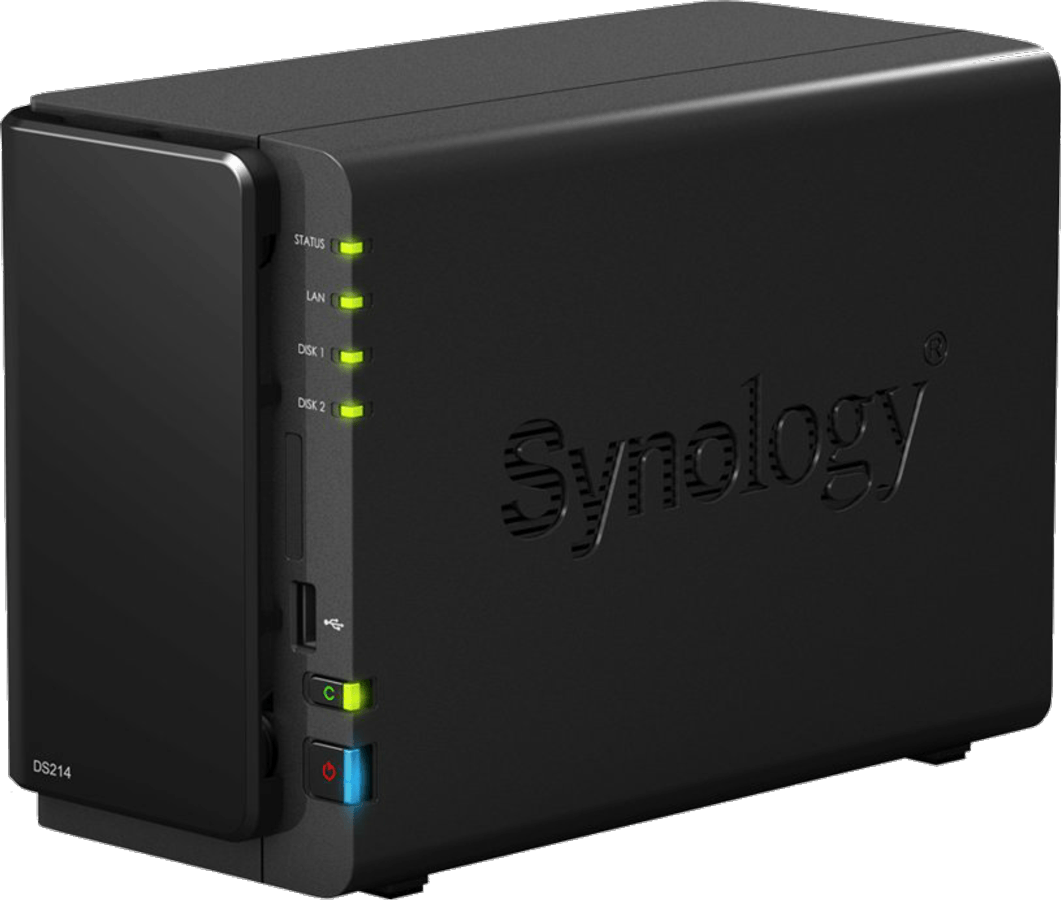 STATUS
LAN
DISK 1
DISK 2
Synology®
C
DS214